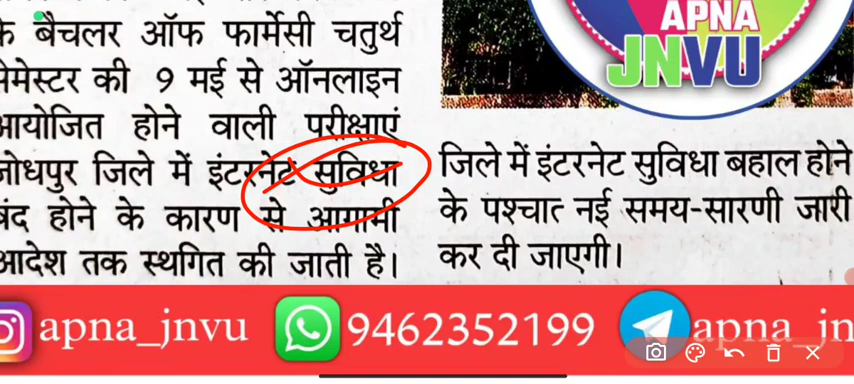 के बैचलर ऑफ फार्मेसी चतुर्थ
सेमेस्टर की 9 मई से ऑनलाइन
आयोजित होने वाली परीक्षाएं
जोधपुर जिले में इंटरनेट सुविधा
बंद होने के कारण से आगामी
आदेश तक स्थगित की जाती है।
APNA
JNVU
जिले में इंटरनेट सुविधा बहाल होने
के पश्चात नई समय-सारणी जारी
कर दी जाएगी।
apna_jnvu 9462352199 apna_jn